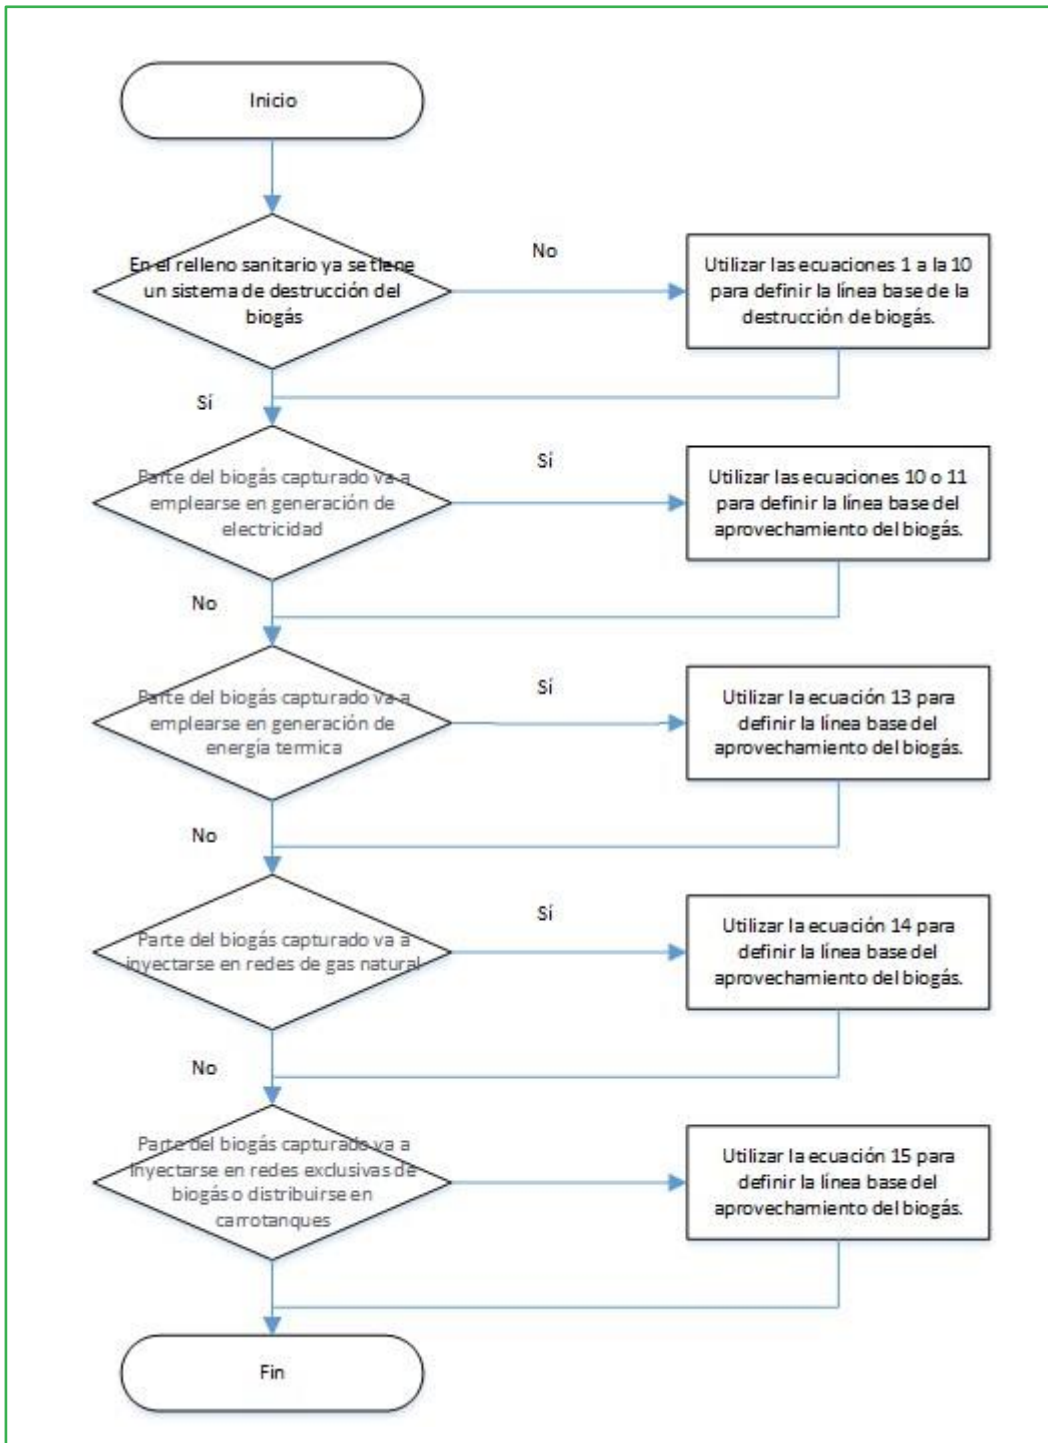 Inicio
En el relleno sanitario ya se tiene
un sistema de destrucción del
biogás
No
Utilizar las ecuaciones 1 a la 10
para definir la línea base de la
destrucción de biogás.
Sí
Parte del biogás capturado va a
emplearse en generación de
electricidad
Sí
Utilizar las ecuaciones 10 o 11
para definir la línea base del
aprovechamiento del biogás.
No
Parte del biogás capturado va a
emplearse en generación de
energía termica
Sí
Utilizar la ecuación 13 para
definir la línea base del
aprovechamiento del biogás.
No
Parte del biogás capturado va a
inyectarse en redes de gas natural
Sí
Utilizar la ecuación 14 para
definir la línea base del
aprovechamiento del biogás.
No
Parte del biogás capturado va a
inyectarse en redes exclusivas de
biogás o distribuirse en
carrotanques
Utilizar la ecuación 15 para
definir la línea base del
aprovechamiento del biogás.
Fin